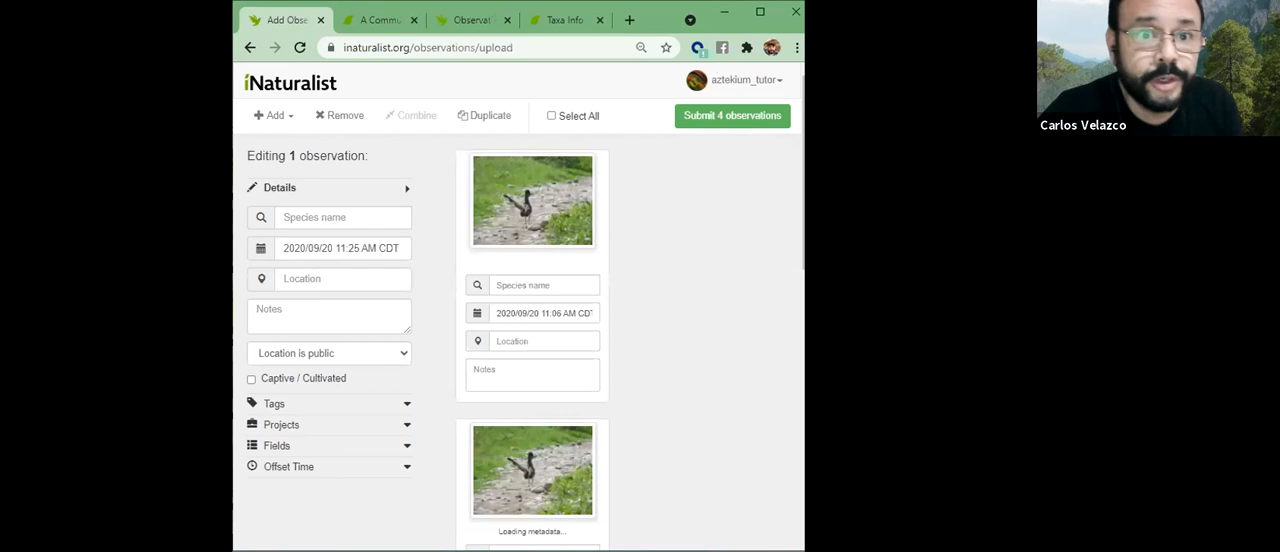 Add Obse
A Commu
Observat
Taxa Info
inaturalist.org/observations/upload
iNaturalist
aztekium_tutor
Add
Remove
Combine
Duplicate
Select All
Submit 4 observations
Editing 1 observation:
Details
Species name
2020/09/20 11:25 AM CDT
Location
Notes
Location is public
Captive / Cultivated
Tags
Projects
Fields
Offset Time
Species name
2020/09/20 11:06 AM CDT
Location
Notes
Loading metadata...
Carlos Velazco